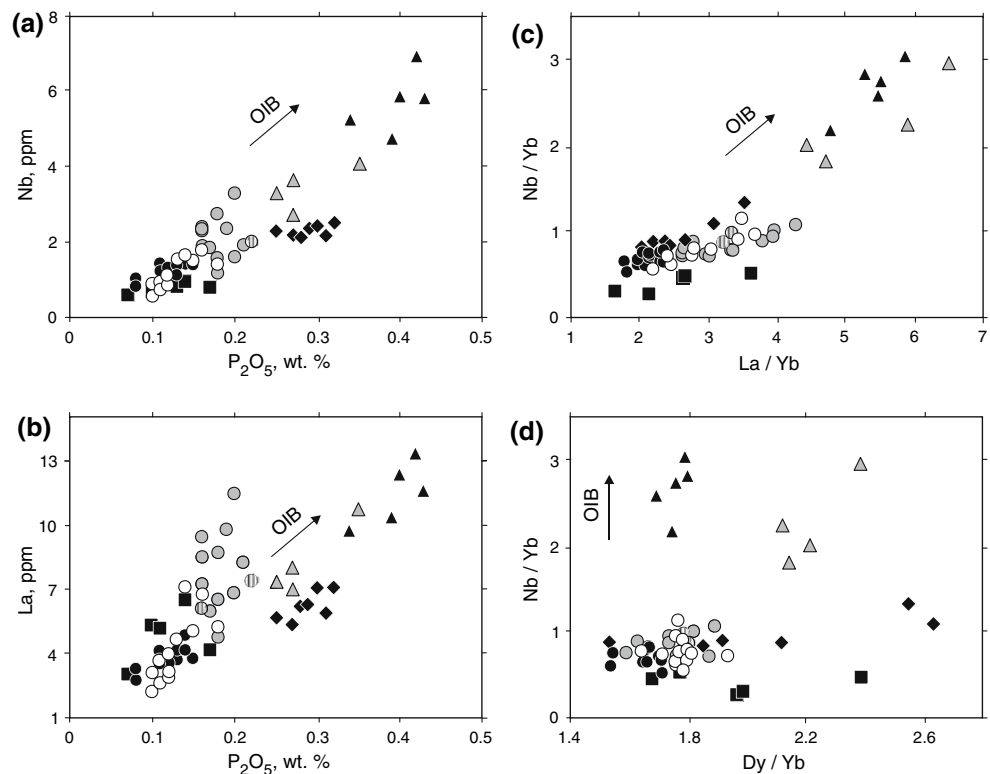 (a)
8
6
4
2
0
Nb, ppm
OIB
0
0.1
0.2
0.3
0.4
0.5
P₂O₅, wt. %
(c)
3
2
1
0
Nb / Yb
OIB
1
2
3
4
5
6
7
La / Yb
(b)
13
10
7
4
1
La, ppm
OIB
0
0.1
0.2
0.3
0.4
0.5
P₂O₅, wt. %
(d)
3
2
1
0
Nb / Yb
OIB
1.4
1.8
2.2
2.6
Dy / Yb